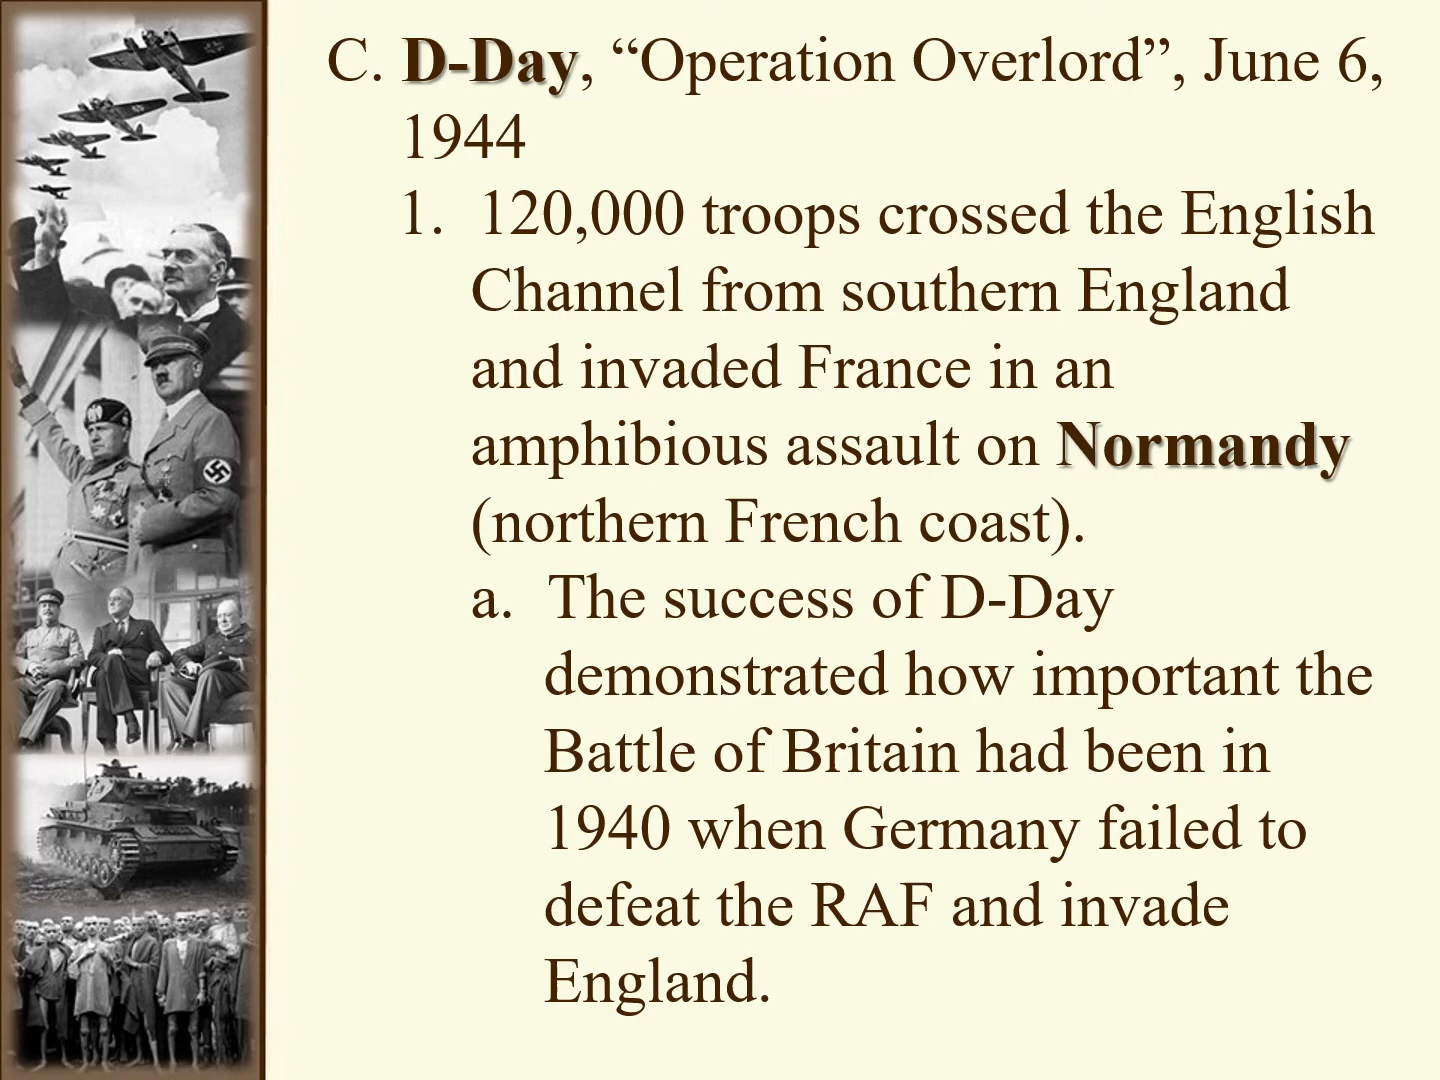 C. D-Day, “Operation Overlord”, June 6,
1944
1. 120,000 troops crossed the English
Channel from southern England
and invaded France in an
amphibious assault on Normandy
(northern French coast).
a. The success of D-Day
demonstrated how important the
Battle of Britain had been in
1940 when Germany failed to
defeat the RAF and invade
England.